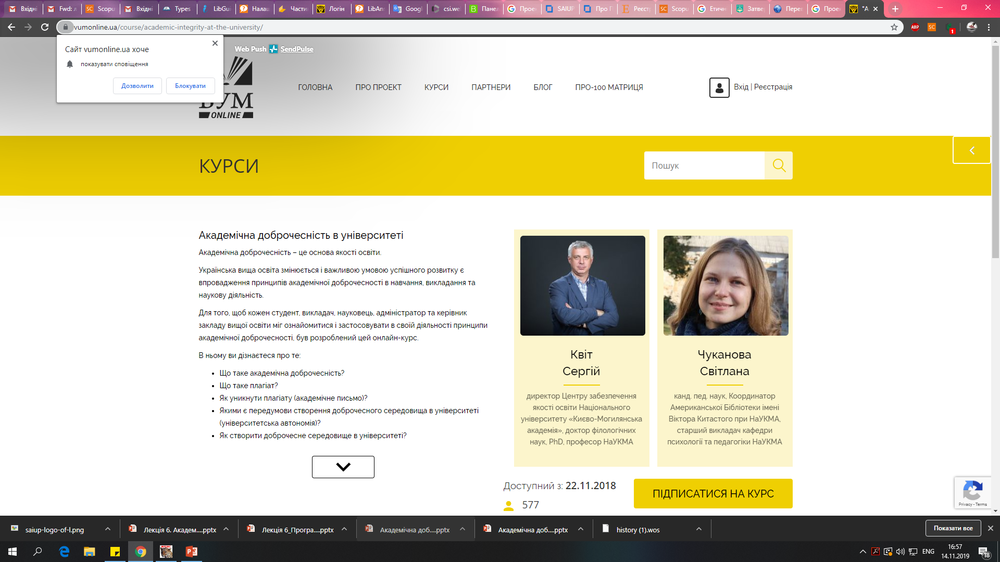 Вхідні
Fwd: л
Scopu
Вхідні
Types
LibGui
Налаш
Части
Логін
LibAns
Googl
csi.we
Панел
Проек
SAIUP
Про П
Реєстр
Scopu
Етичн
Затве
Перег
Проек
"А
vumonline.ua/course/academic-integrity-at-the-university/
ABP
SC
1
Сайт vumonline.ua хоче
показувати сповіщення
Дозволити
Блокувати
Web Push SendPulse
ВУМ
ONLINE
ГОЛОВНА
ПРО ПРОЕКТ
КУРСИ
ПАРТНЕРИ
БЛОГ
ПРО-100 МАТРИЦЯ
Вхід | Реєстрація
КУРСИ
Пошук
Академічна доброчесність в університеті
Академічна доброчесність – це основа якості освіти.
Українська вища освіта змінюється і важливою умовою успішного розвитку є
впровадження принципів академічної доброчесності в навчання, викладання та
наукову діяльність.
Для того, щоб кожен студент, викладач, науковець, адміністратор та керівник
закладу вищої освіти міг ознайомитися і застосовувати в своїй діяльності принципи
академічної доброчесності, був розроблений цей онлайн-курс.
В ньому ви дізнаєтеся про те:
• Що таке академічна доброчесність?
• Що таке плагіат?
• Як уникнути плагіату (академічне письмо)?
• Якими є передумови створення доброчесного середовища в університеті
(університетська автономія)?
• Як створити доброчесне середовище в університеті?
Квіт
Сергій
директор Центру забезпечення
якості освіти Національного
університету «Києво-Могилянська
академія», доктор філологічних
наук, PhD, професор НаУКМА
Чуканова
Світлана
канд. пед. наук, Координатор
Американської Бібліотеки імені
Віктора Китастого при НаУКМА,
старший викладач кафедри
психології та педагогіки НаУКМА
Доступний з: 22.11.2018
577
ПІДПИСАТИСЯ НА КУРС
Privacy - Terms
saiup-logo-of-l.png
Лекція 6. Академ....pptx
Лекція 6_Програ....pptx
Академічна доб....pptx
Академічна доб....pptx
history (1).wos
Показати все
ENG
16:57
14.11.2019
18